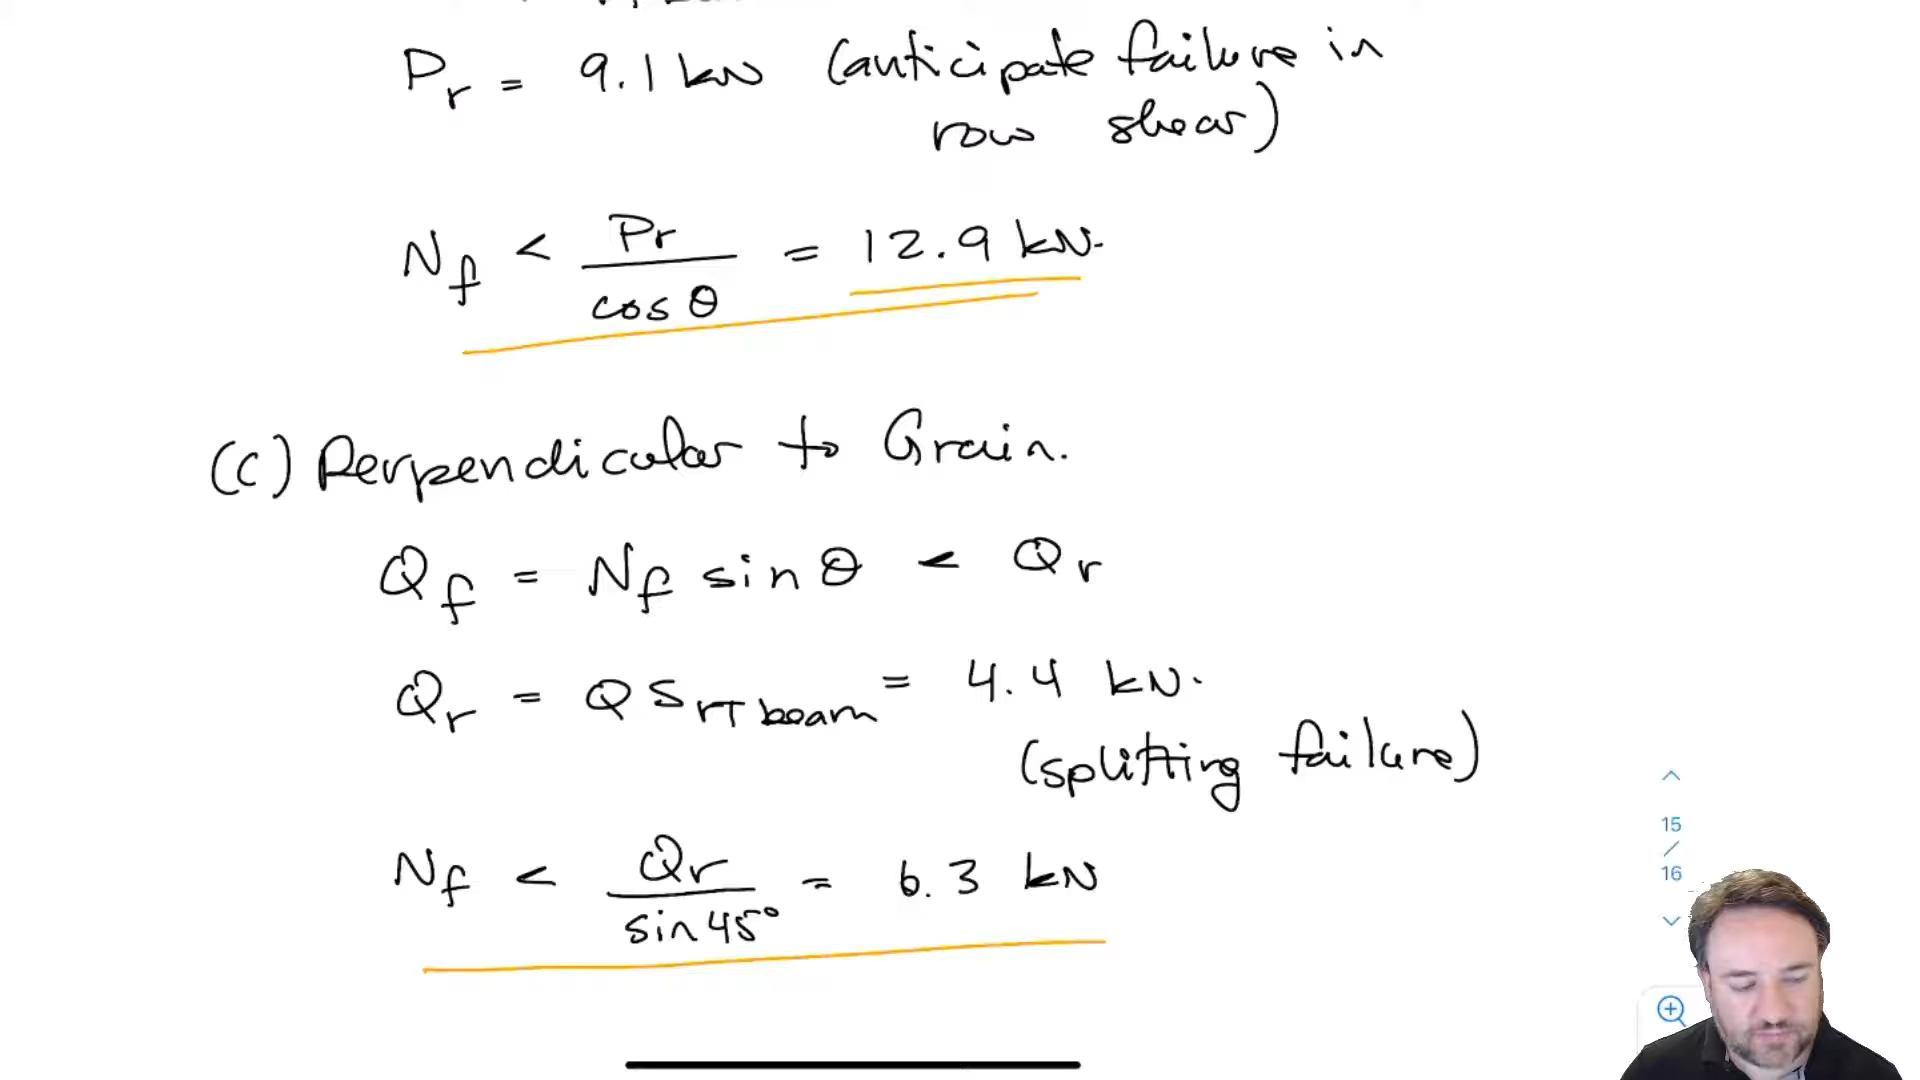 Pr = 9.1 kN (anticipate failure in
row shear)
Nf < Pr / cos θ = 12.9 kN.
(C) Perpendicular to Grain.
Qf = Nf sin θ < Qr
Qr = QSrT beam = 4.4 kN.
(splitting failure)
Nf < Qr / sin 45° = 6.3 kN
15
/
16